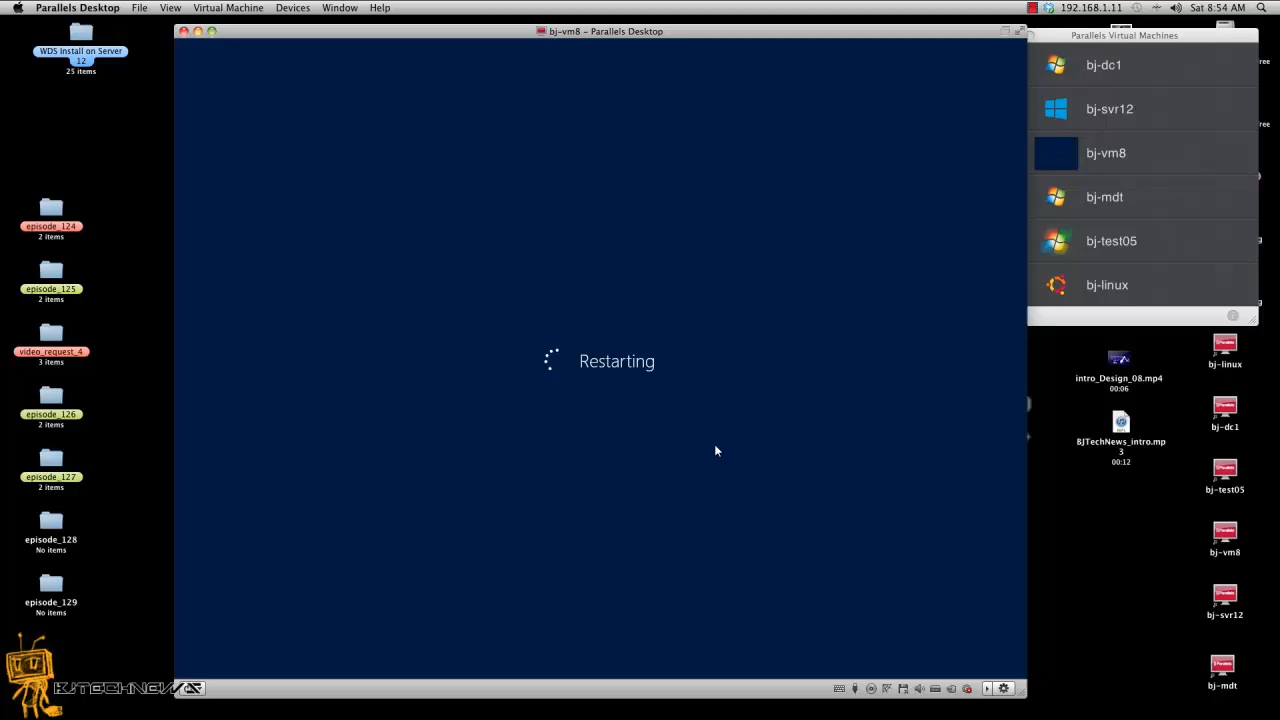 Parallels Desktop File View Virtual Machine Devices Window Help
192.168.1.11 Sat 8:54 AM
WDS Install on Server
12
25 items
episode_124
2 items
episode_125
2 items
video_request_4
3 items
episode_126
2 items
episode_127
2 items
episode_128
No items
episode_129
No items
BJTECHNEWS
bj-vm8 - Parallels Desktop
Restarting
Parallels Virtual Machines
bj-dc1
bj-svr12
bj-vm8
bj-mdt
bj-test05
bj-linux
ree
ree
intro_Design_08.mp4
00:06
BJTechNews_intro.mp
3
00:12
bj-linux
bj-dc1
bj-test05
bj-vm8
bj-svr12
bj-mdt